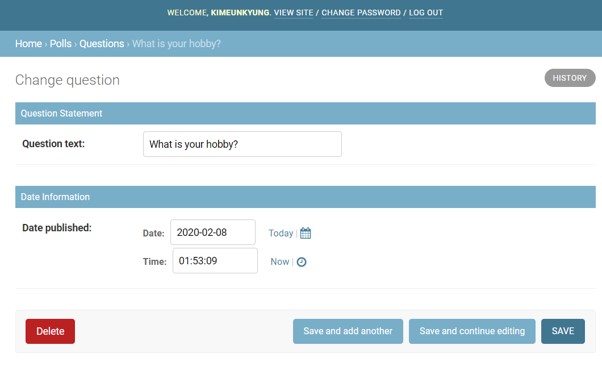 WELCOME, KIMEUNKYUNG. VIEW SITE / CHANGE PASSWORD / LOG OUT
Home › Polls › Questions › What is your hobby?
Change question
HISTORY
Question Statement
Question text: What is your hobby?
Date Information
Date published:
Date: 2020-02-08 Today |
Time: 01:53:09 Now |
Delete Save and add another Save and continue editing SAVE